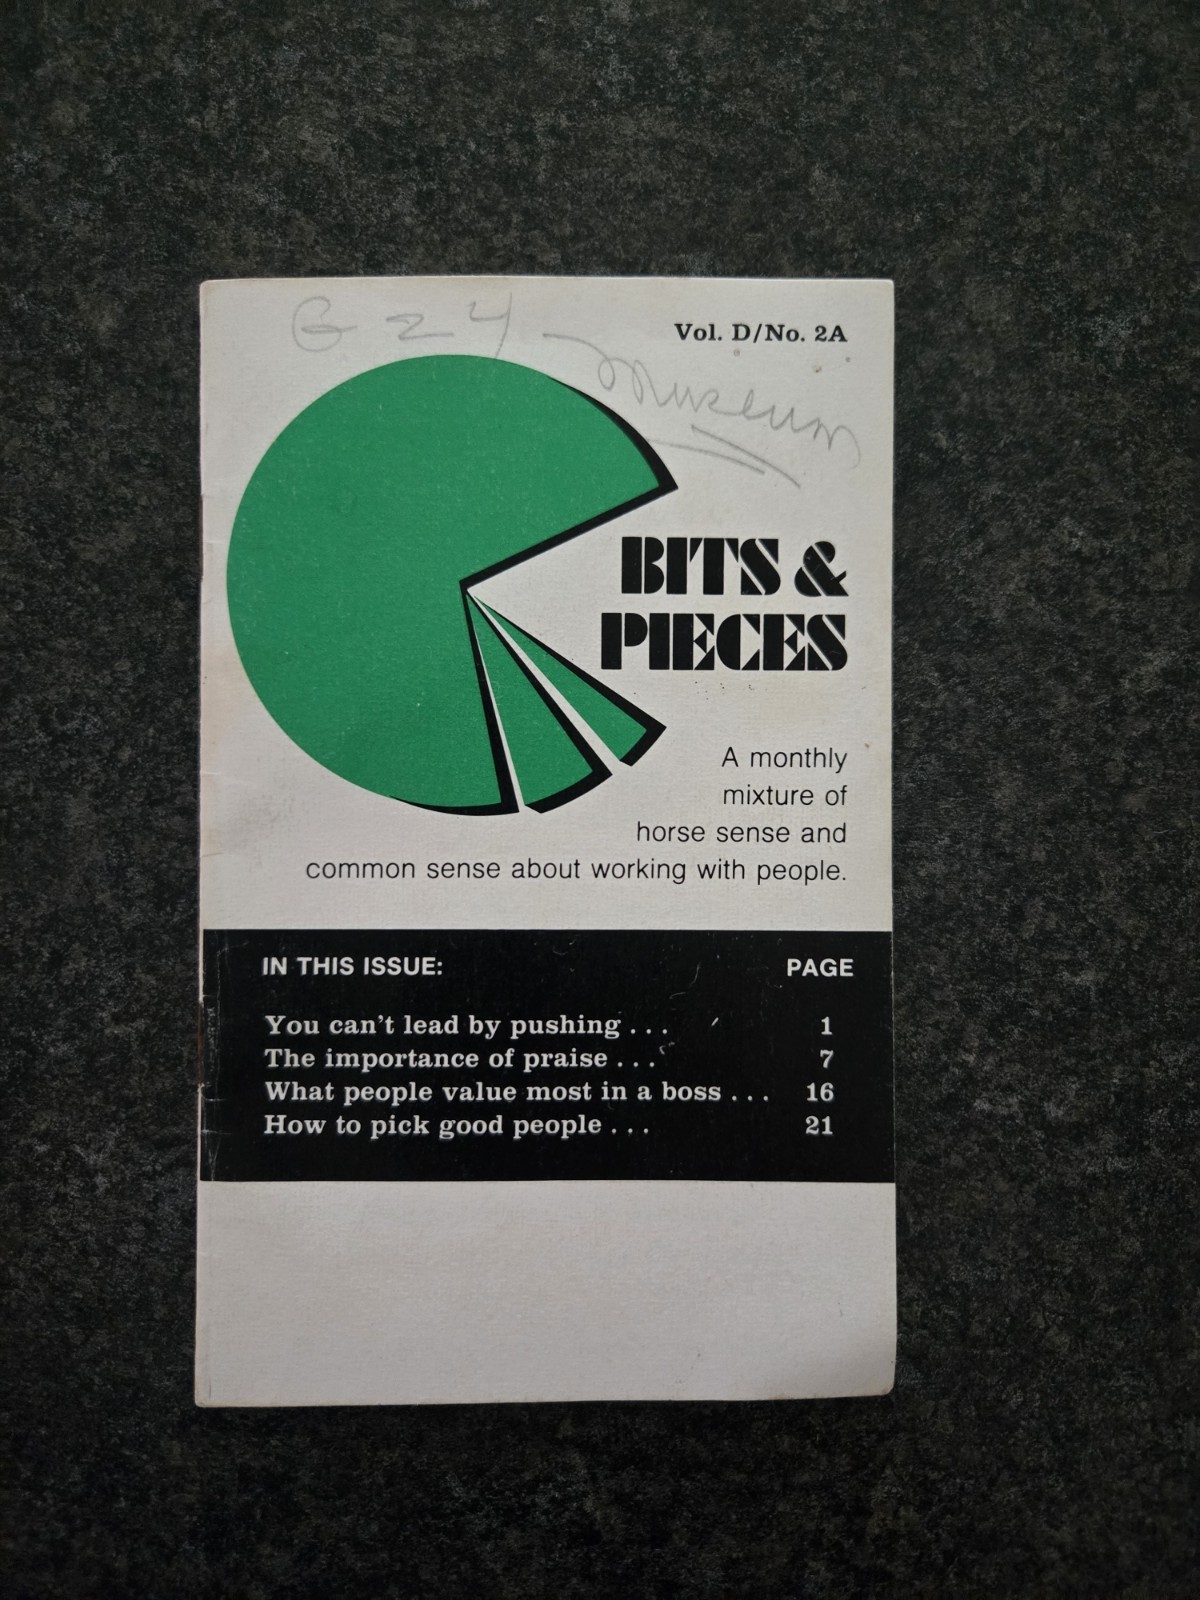 G 24 Museum
Vol. D/No. 2A
BITS &
PIECES
A monthly
mixture of
horse sense and
common sense about working with people.
IN THIS ISSUE: PAGE
You can't lead by pushing . . . 1
The importance of praise . . . 7
What people value most in a boss . . . 16
How to pick good people . . . 21